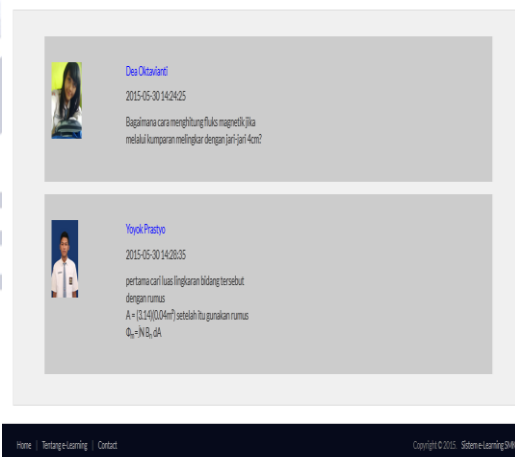 Dea Oktavianti
2015-05-30 14:24:25
Bagaimana cara menghitung fluks magnetik jika
melalui kumparan melingkar dengan jari-jari 4cm?
Yoyok Prastyo
2015-05-30 14:28:35
pertama cari luas lingkaran bidang tersebut
dengan rumus
A = (3.14)(0.04m²) setelah itu gunakan rumus
= N B dA
Home | Tentang e-Learning | Contact
Copyright © 2015. Sistem e-Learning SMK